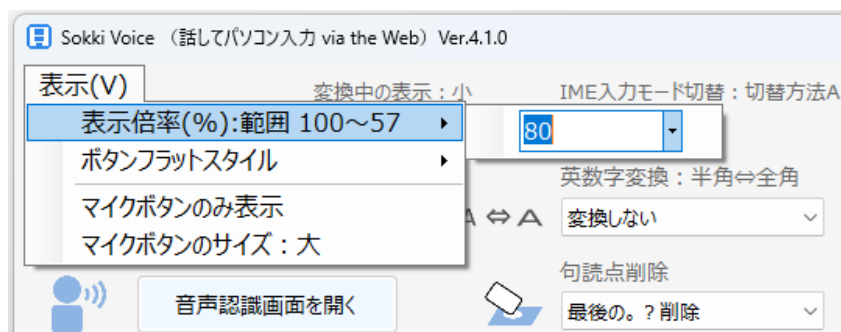 Sokki Voice （話してパソコン入力 via the Web）Ver.4.1.0
表示(V)
変換中の表示：小
IME入力モード切替：切替方法A
表示倍率(%):範囲 100～57
80
ボタンフラットスタイル
英数字変換：半角⇔全角
マイクボタンのみ表示
A ⇔ A
変換しない
マイクボタンのサイズ：大
句読点削除
音声認識画面を開く
最後の。？削除